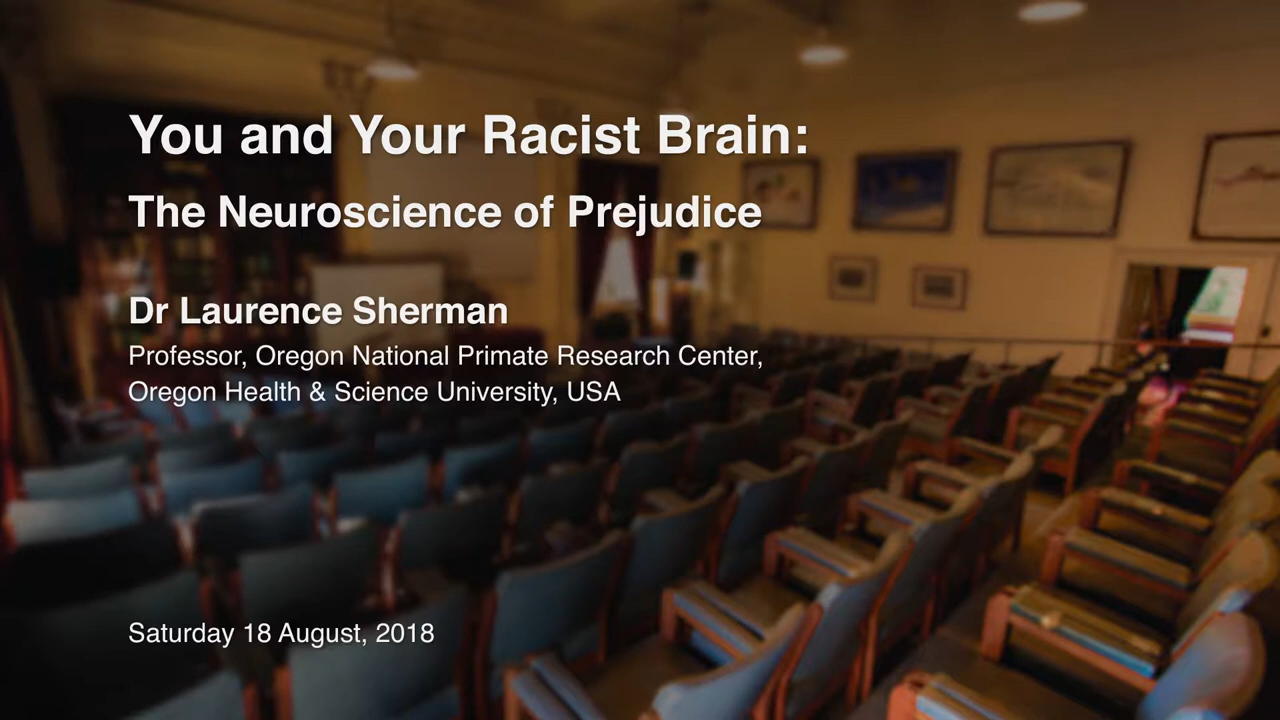 You and Your Racist Brain:
The Neuroscience of Prejudice
Dr Laurence Sherman
Professor, Oregon National Primate Research Center,
Oregon Health & Science University, USA
Saturday 18 August, 2018